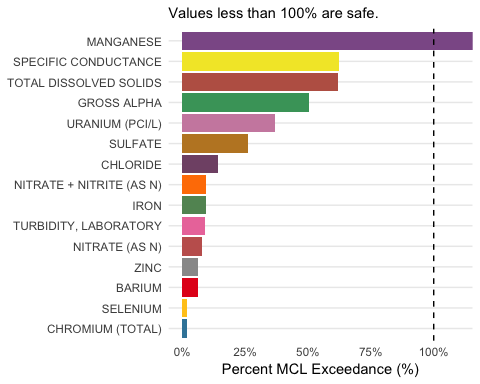 Values less than 100% are safe.
MANGANESE
SPECIFIC CONDUCTANCE
TOTAL DISSOLVED SOLIDS
GROSS ALPHA
URANIUM (PCI/L)
SULFATE
CHLORIDE
NITRATE + NITRITE (AS N)
IRON
TURBIDITY, LABORATORY
NITRATE (AS N)
ZINC
BARIUM
SELENIUM
CHROMIUM (TOTAL)
0% 25% 50% 75% 100%
Percent MCL Exceedance (%)